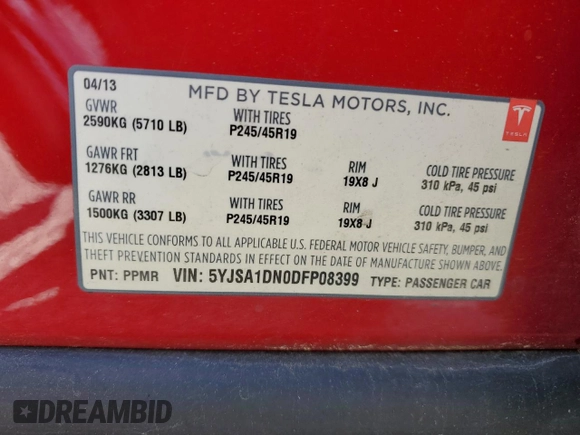 04/13 MFD BY TESLA MOTORS, INC.
GVWR WITH TIRES
2590KG (5710 LB) P245/45R19
TESLA
GAWR FRT WITH TIRES RIM COLD TIRE PRESSURE
1276KG (2813 LB) P245/45R19 19X8 J 310 kPa, 45 psi
GAWR RR WITH TIRES RIM COLD TIRE PRESSURE
1500KG (3307 LB) P245/45R19 19X8 J 310 kPa, 45 psi
THIS VEHICLE CONFORMS TO ALL APPLICABLE U.S. FEDERAL MOTOR VEHICLE SAFETY, BUMPER, AND
THEFT PREVENTION STANDARDS IN EFFECT ON THE DATE OF MANUFACTURE SHOWN ABOVE.
PNT: PPMR VIN: 5YJSA1DN0DFP08399 TYPE: PASSENGER CAR
DREAMBID